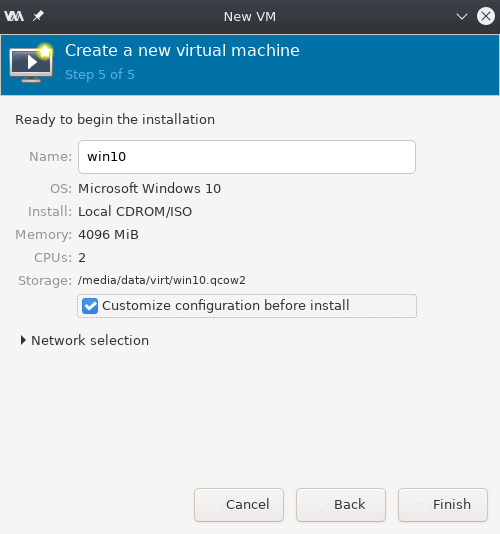 New VM
Create a new virtual machine
Step 5 of 5
Ready to begin the installation
Name: win10
OS: Microsoft Windows 10
Install: Local CDROM/ISO
Memory: 4096 MiB
CPUs: 2
Storage: /media/data/virt/win10.qcow2
Customize configuration before install
Network selection
Cancel Back Finish